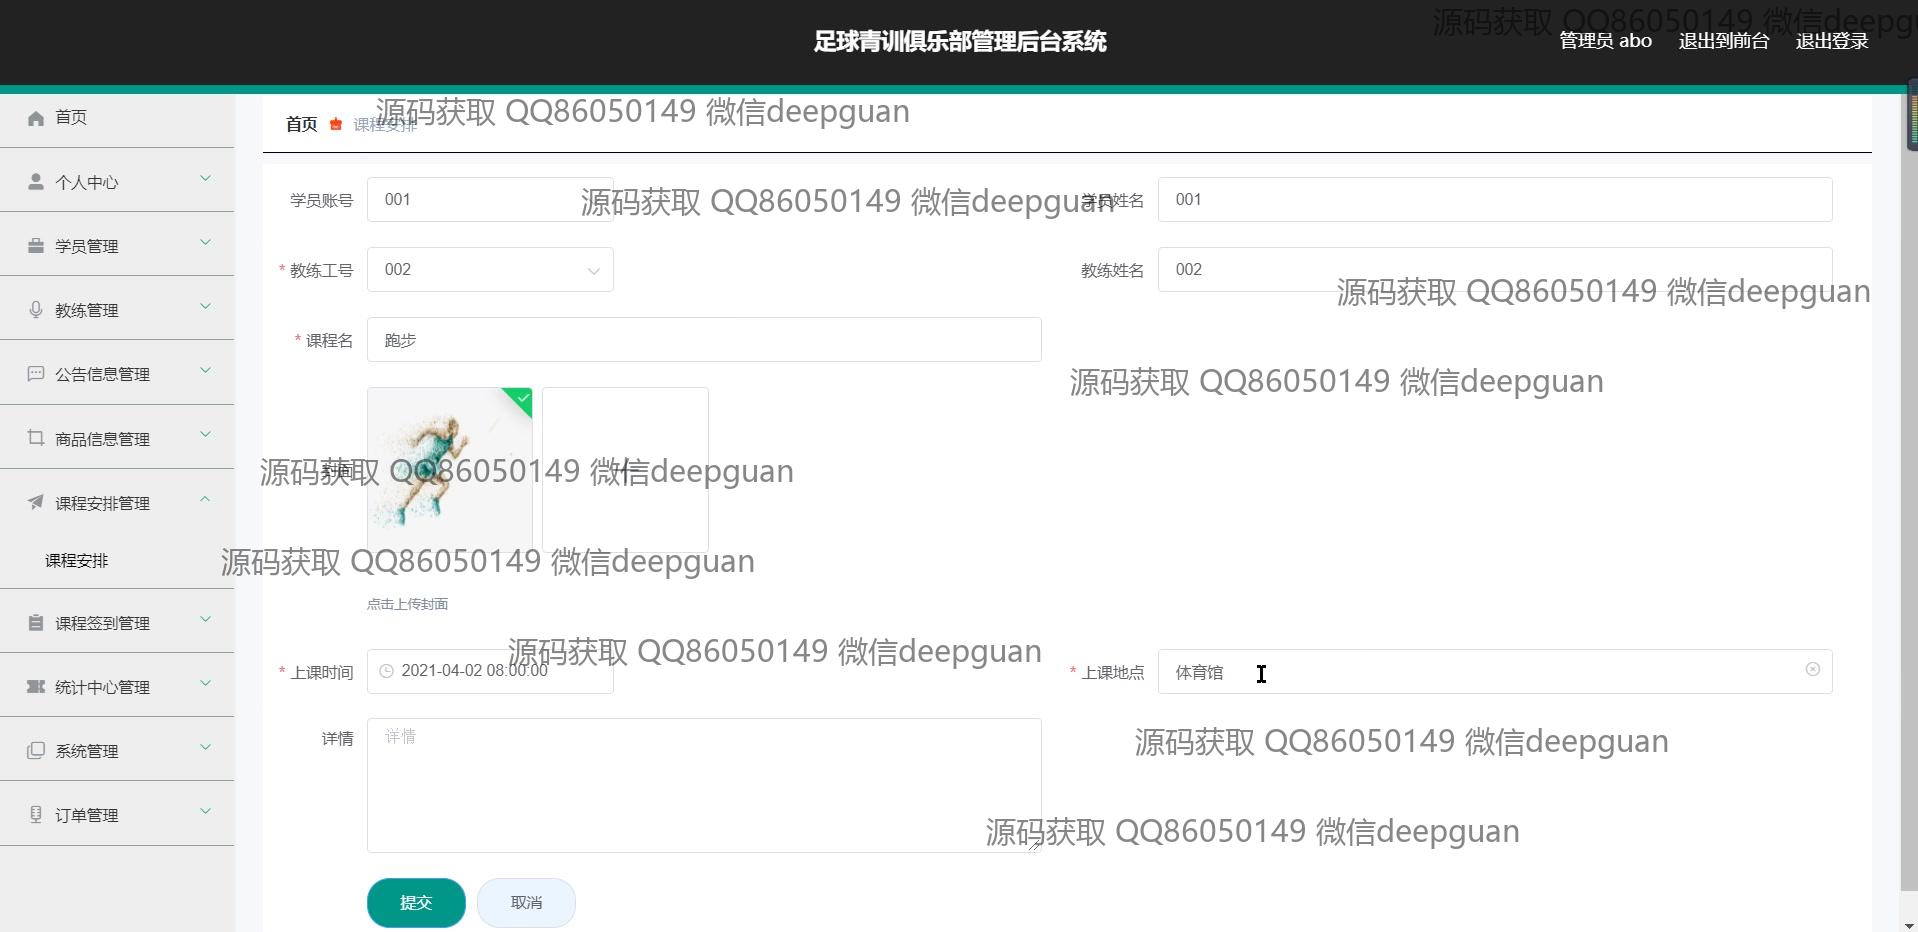 足球青训俱乐部管理后台系统
源码获取 QQ86050149 微信deepgu
管理员 abo 退出到前台 退出登录
首页
个人中心
学员管理
教练管理
公告信息管理
商品信息管理
课程安排管理
课程安排
课程签到管理
统计中心管理
系统管理
订单管理
首页 课程安排
源码获取 QQ86050149 微信deepguan
学员账号 001
学员姓名 001
源码获取 QQ86050149 微信deepguan
* 教练工号 002
教练姓名 002
源码获取 QQ86050149 微信deepguan
* 课程名 跑步
源码获取 QQ86050149 微信deepguan
封面
源码获取 QQ86050149 微信deepguan
源码获取 QQ86050149 微信deepguan
点击上传封面
源码获取 QQ86050149 微信deepguan
* 上课时间 2021-04-02 08:00:00
* 上课地点 体育馆
详情 详情
源码获取 QQ86050149 微信deepguan
源码获取 QQ86050149 微信deepguan
提交 取消